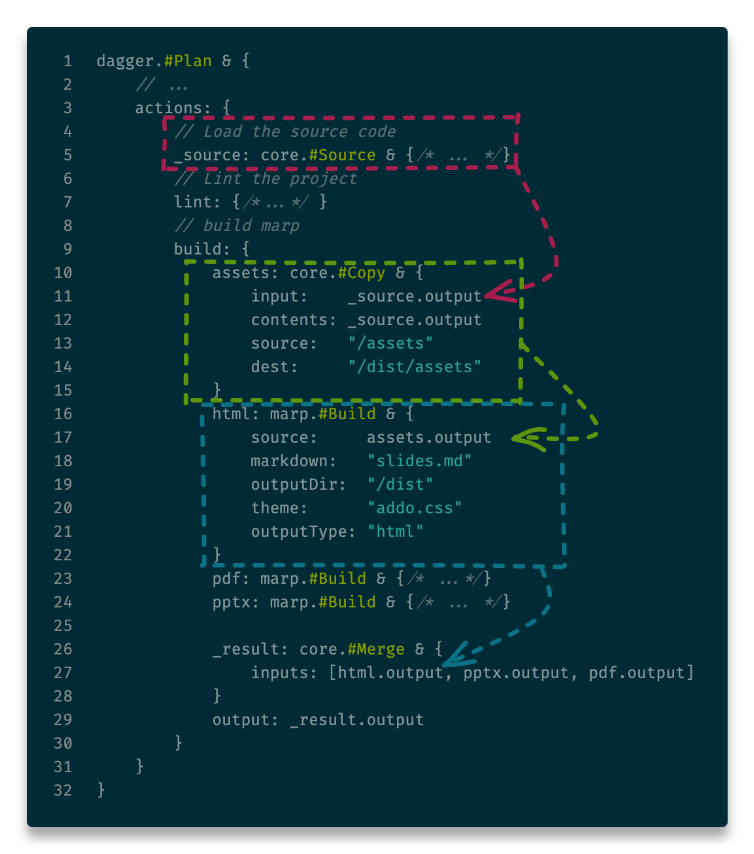 1 dagger.#Plan & {
2 // ...
3 actions: {
4 // Load the source code
5 _source: core.#Source & {/* ... */}
6 // Lint the project
7 lint: {/*...*/ }
8 // build marp
9 build: {
10 assets: core.#Copy & {
11 input: _source.output
12 contents: _source.output
13 source: "/assets"
14 dest: "/dist/assets"
15 }
16 html: marp.#Build & {
17 source: assets.output
18 markdown: "slides.md"
19 outputDir: "/dist"
20 theme: "addo.css"
21 outputType: "html"
22 }
23 pdf: marp.#Build & {/* ...*/}
24 pptx: marp.#Build & {/* ... */}
25
26 _result: core.#Merge & {
27 inputs: [html.output, pptx.output, pdf.output]
28 }
29 output: _result.output
30 }
31 }
32 }